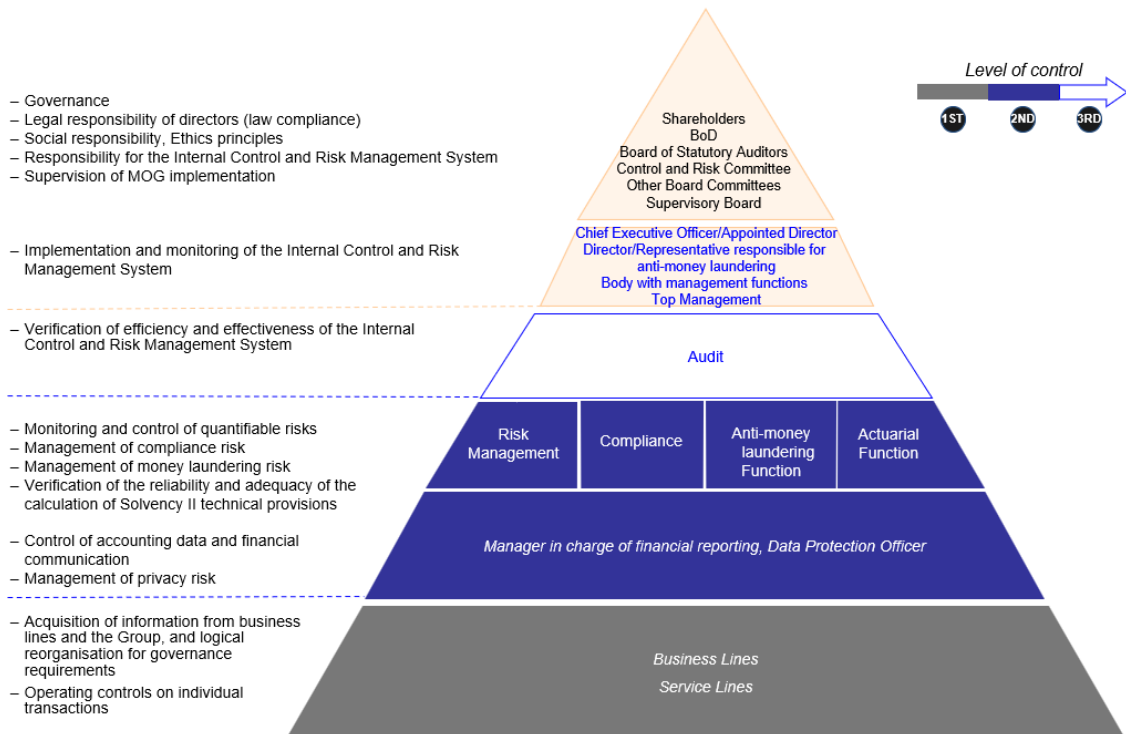 Level of control
1ST
2ND
3RD
– Governance
– Legal responsibility of directors (law compliance)
– Social responsibility, Ethics principles
– Responsibility for the Internal Control and Risk Management System
– Supervision of MOG implementation
Shareholders
BoD
Board of Statutory Auditors
Control and Risk Committee
Other Board Committees
Supervisory Board
– Implementation and monitoring of the Internal Control and Risk
Management System
Chief Executive Officer/Appointed Director
Director/Representative responsible for
anti-money laundering
Body with management functions
Top Management
– Verification of efficiency and effectiveness of the Internal
Control and Risk Management System
Audit
– Monitoring and control of quantifiable risks
– Management of compliance risk
– Management of money laundering risk
– Verification of the reliability and adequacy of the
calculation of Solvency II technical provisions
Risk
Management
Compliance
Anti-money
laundering
Function
Actuarial
Function
– Control of accounting data and financial
communication
– Management of privacy risk
Manager in charge of financial reporting, Data Protection Officer
– Acquisition of information from business
lines and the Group, and logical
reorganisation for governance
requirements
– Operating controls on individual
transactions
Business Lines
Service Lines